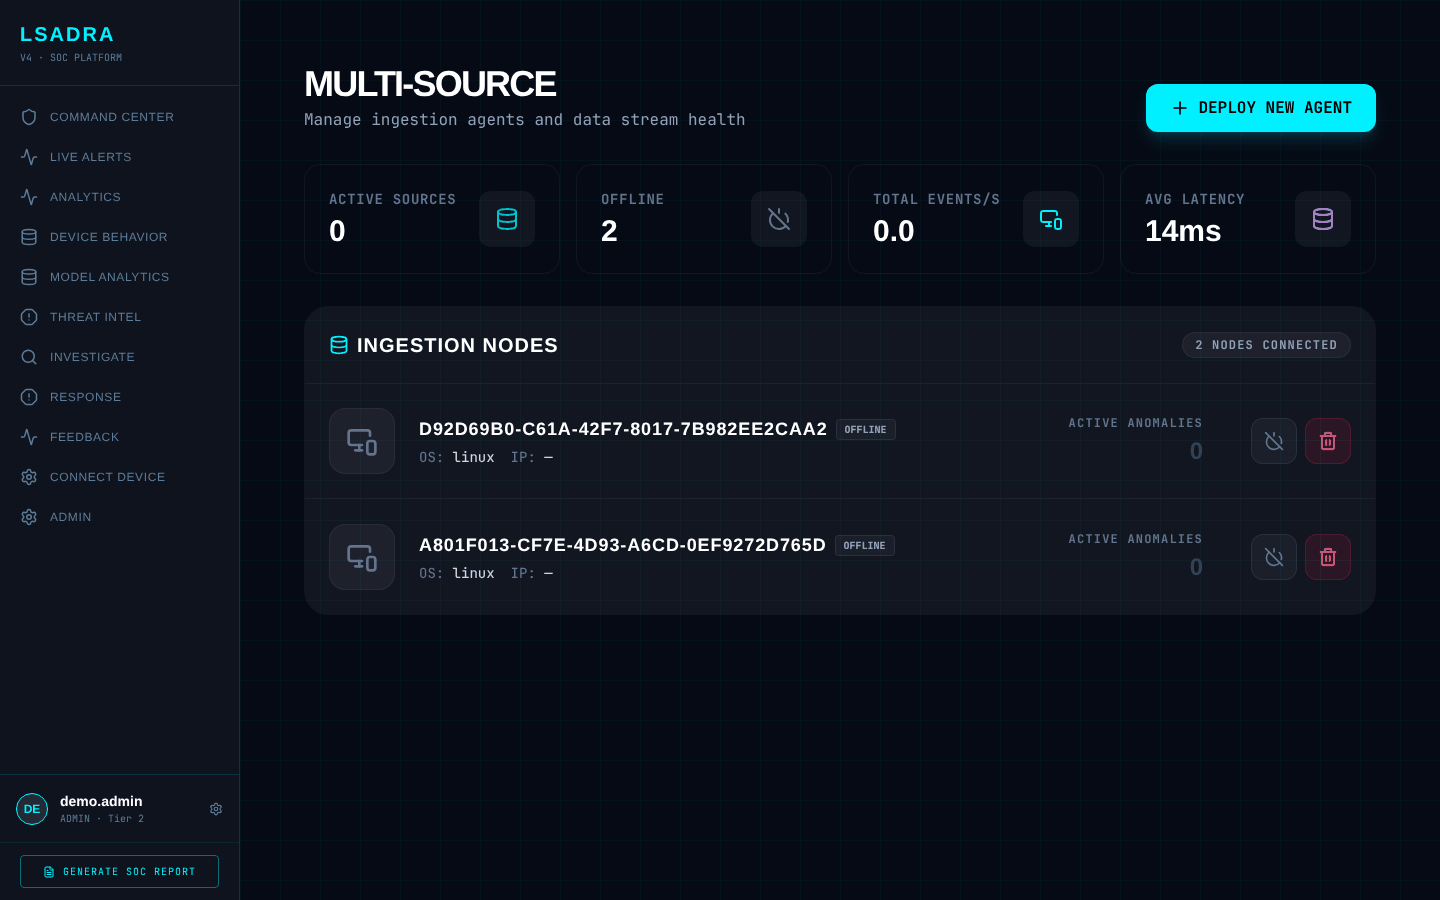 LSADRA
V4 · SOC PLATFORM
COMMAND CENTER
LIVE ALERTS
ANALYTICS
DEVICE BEHAVIOR
MODEL ANALYTICS
THREAT INTEL
INVESTIGATE
RESPONSE
FEEDBACK
CONNECT DEVICE
ADMIN
DE
demo.admin
ADMIN · Tier 2
GENERATE SOC REPORT
MULTI-SOURCE
Manage ingestion agents and data stream health
DEPLOY NEW AGENT
ACTIVE SOURCES
0
OFFLINE
2
TOTAL EVENTS/S
0.0
AVG LATENCY
14ms
INGESTION NODES
2 NODES CONNECTED
D92D69B0-C61A-42F7-8017-7B982EE2CAA2 OFFLINE
OS: linux IP: —
ACTIVE ANOMALIES
0
A801F013-CF7E-4D93-A6CD-0EF9272D765D OFFLINE
OS: linux IP: —
ACTIVE ANOMALIES
0